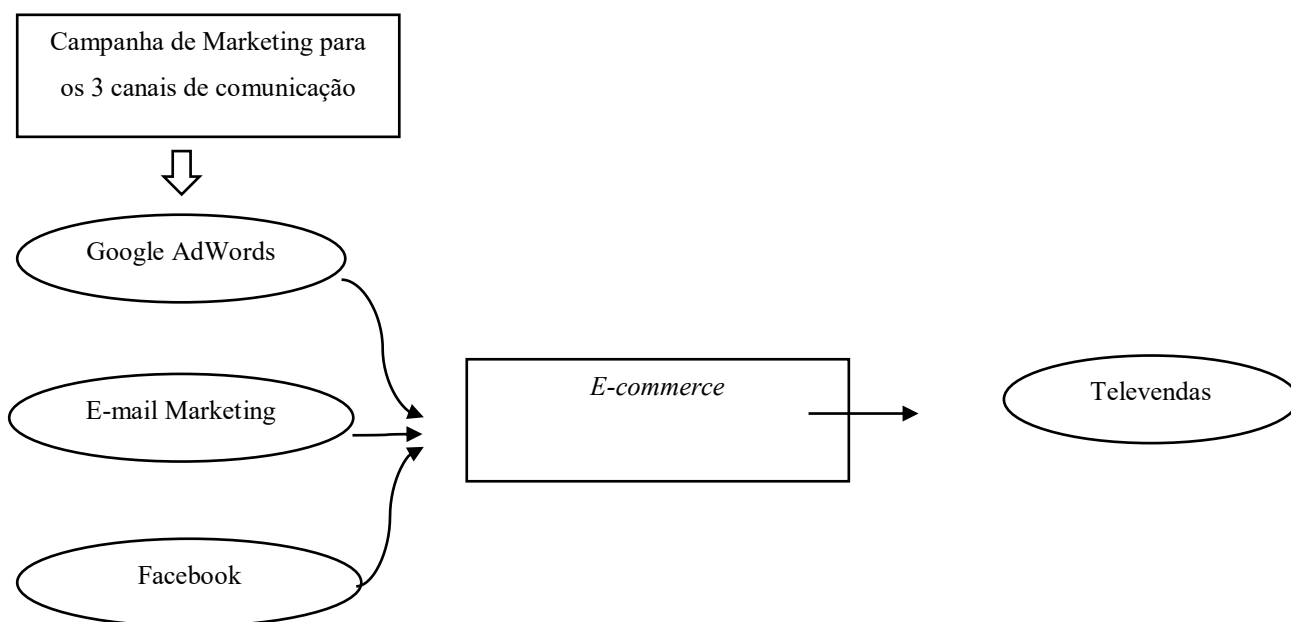 Campanha de Marketing para
os 3 canais de comunicação
Google AdWords
E-mail Marketing
Facebook
E-commerce
Televendas